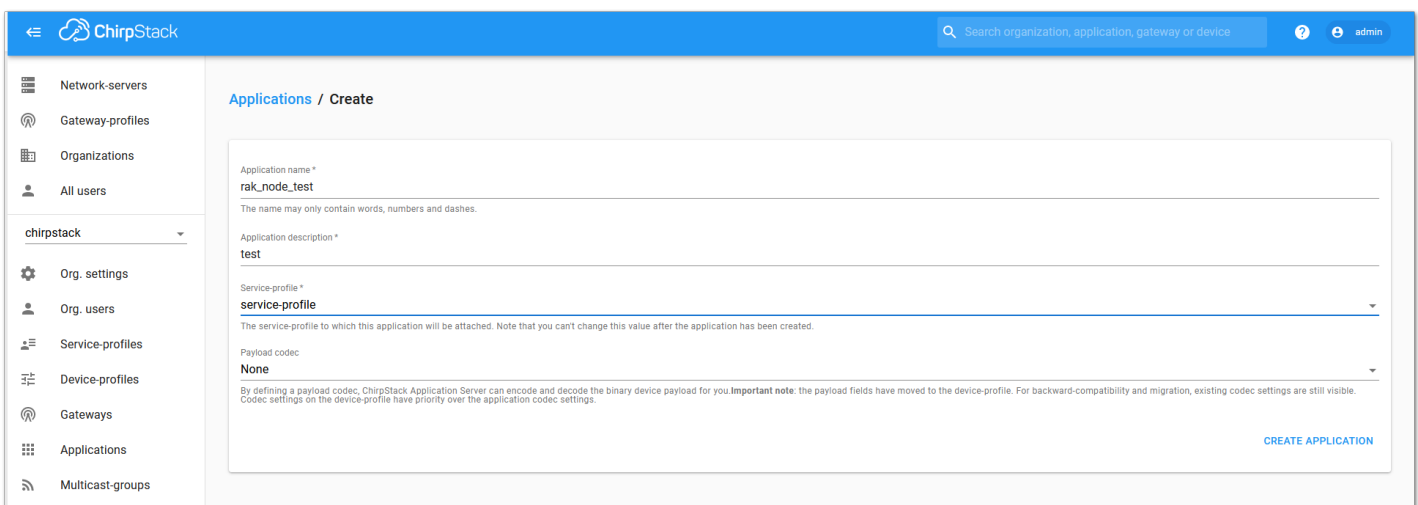 ChirpStack
Search organization, application, gateway or device
? admin
Network-servers
Gateway-profiles
Organizations
All users
chirpstack
Org. settings
Org. users
Service-profiles
Device-profiles
Gateways
Applications
Multicast-groups
Applications / Create
Application name *
rak_node_test
The name may only contain words, numbers and dashes.
Application description *
test
Service-profile *
service-profile
The service-profile to which this application will be attached. Note that you can't change this value after the application has been created.
Payload codec
None
By defining a payload codec, ChirpStack Application Server can encode and decode the binary device payload for you.Important note: the payload fields have moved to the device-profile. For backward-compatibility and migration, existing codec settings are still visible.
Codec settings on the device-profile have priority over the application codec settings.
CREATE APPLICATION